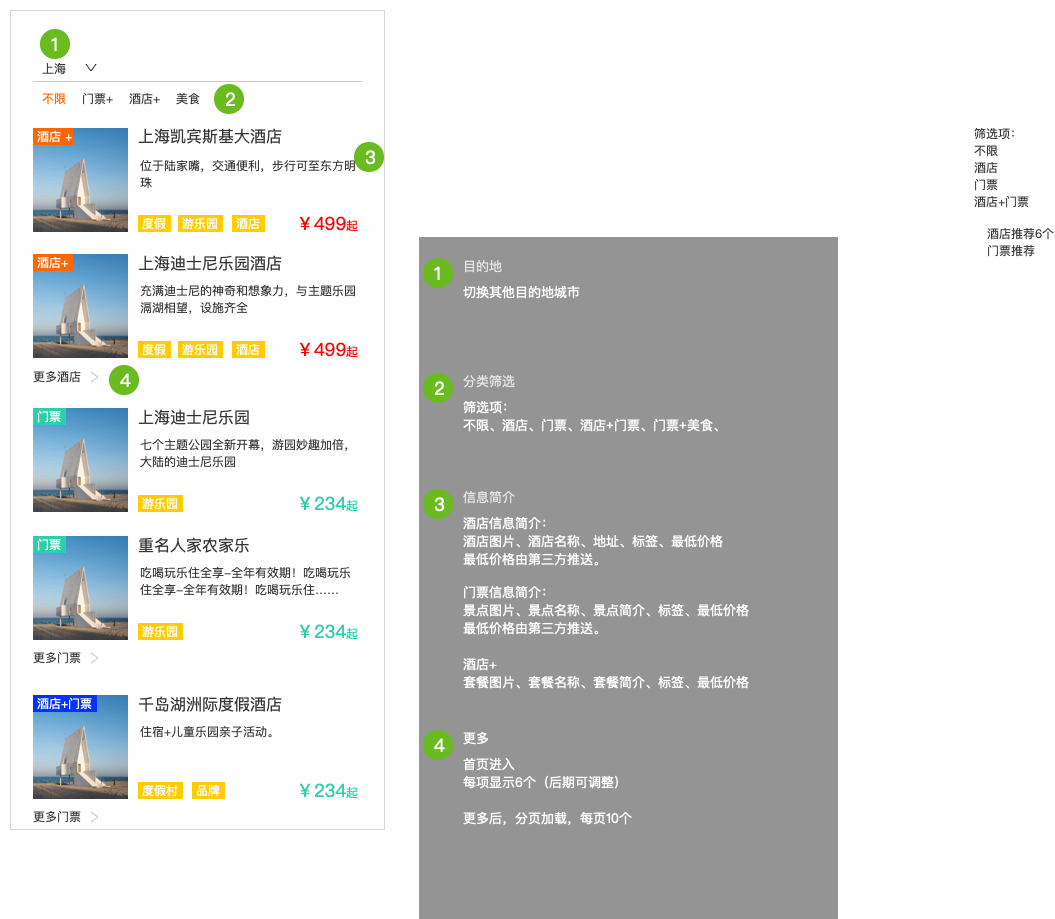 1
上海
不限 门票+ 酒店+ 美食 2
酒店 +
上海凯宾斯基大酒店
3
位于陆家嘴，交通便利，步行可至东方明
珠
度假 游乐园 酒店 ¥ 499起
酒店+
上海迪士尼乐园酒店
充满迪士尼的神奇和想象力，与主题乐园
滆湖相望，设施齐全
度假 游乐园 酒店 ¥ 499起
更多酒店 4
门票
上海迪士尼乐园
七个主题公园全新开幕，游园妙趣加倍，
大陆的迪士尼乐园
游乐园 ¥ 234起
门票
重名人家农家乐
吃喝玩乐住全享–全年有效期！吃喝玩乐
住全享–全年有效期！吃喝玩乐住……
游乐园 ¥ 234起
更多门票
酒店+门票
千岛湖洲际度假酒店
住宿+儿童乐园亲子活动。
度假村 品牌 ¥ 234起
更多门票
1 目的地
切换其他目的地城市
2 分类筛选
筛选项：
不限、酒店、门票、酒店+门票、门票+美食、
3 信息简介
酒店信息简介：
酒店图片、酒店名称、地址、标签、最低价格
最低价格由第三方推送。
门票信息简介：
景点图片、景点名称、景点简介、标签、最低价格
最低价格由第三方推送。
酒店+
套餐图片、套餐名称、套餐简介、标签、最低价格
4 更多
首页进入
每项显示6个（后期可调整）
更多后，分页加载，每页10个
筛选项：
不限
酒店
门票
酒店+门票
酒店推荐6个
门票推荐